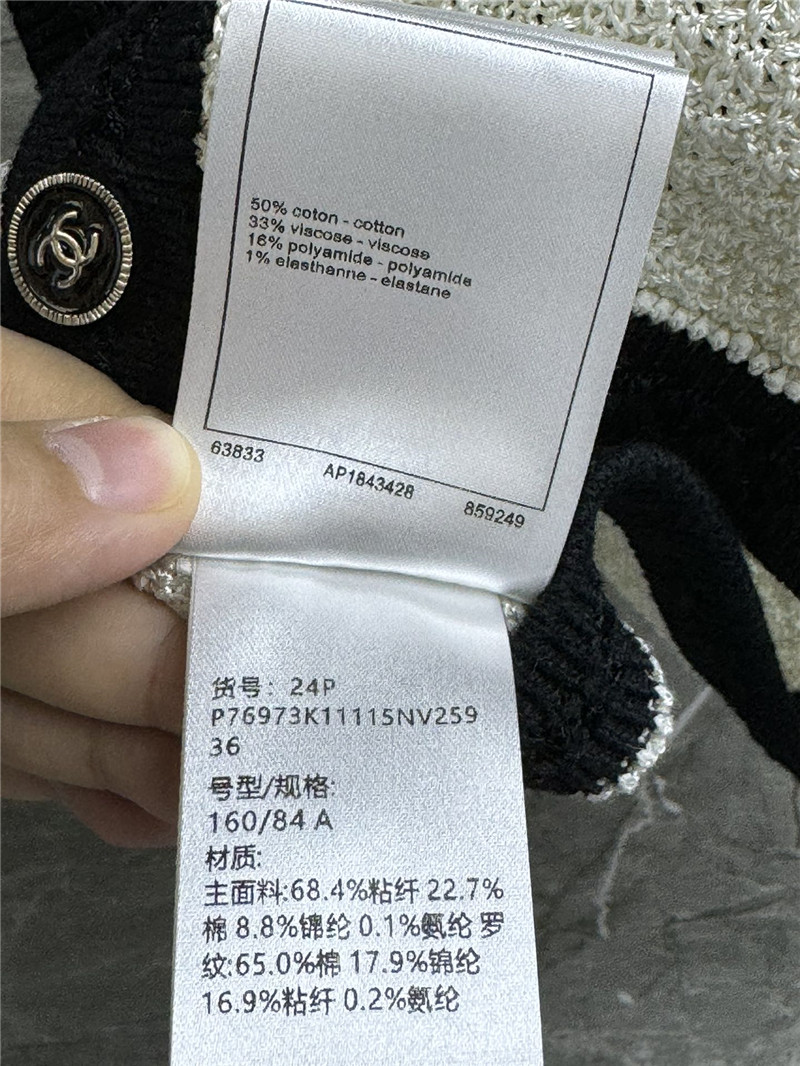 50% coton - cotton
33% viscose - viscose
16% polyamide - polyamide
1% elasthanne - elastane
63833 AP1843428 859249
货号：24P
P76973K11115NV259
36
号型/规格:
160/84 A
材质:
主面料:68.4%粘纤 22.7%
棉 8.8%锦纶 0.1%氨纶 罗
纹:65.0%棉 17.9%锦纶
16.9%粘纤 0.2%氨纶